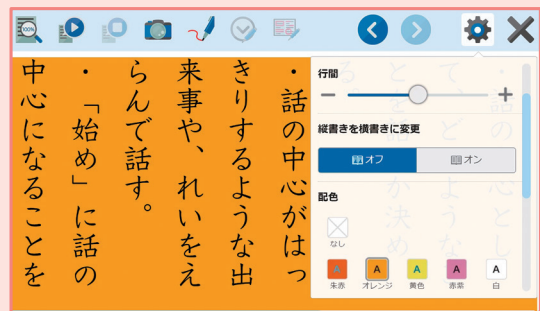 100%
・話の中心がはっ
きりするような出
来事や、れいをえ
らんで話す。
・「始め」に話の
中心になることを
行間
縦書きを横書きに変更
オフ
オン
配色
なし
A
朱赤
A
オレンジ
A
黄色
A
赤紫
A
白